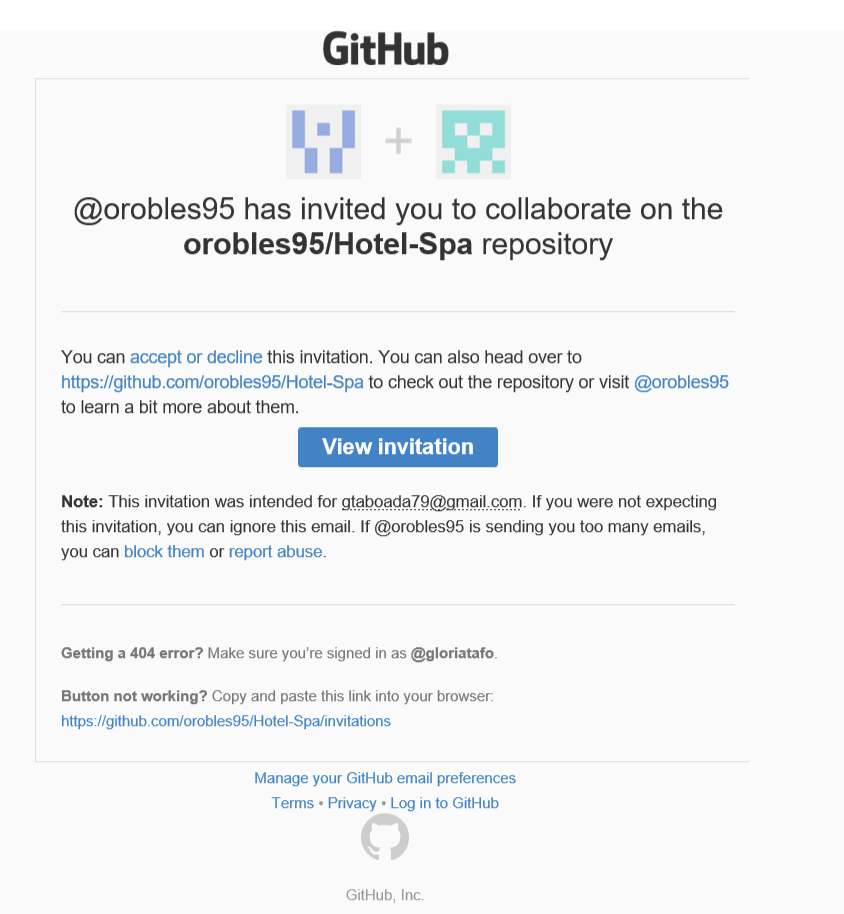 GitHub
@orobles95 has invited you to collaborate on the
orobles95/Hotel-Spa repository
You can accept or decline this invitation. You can also head over to
https://github.com/orobles95/Hotel-Spa to check out the repository or visit @orobles95
to learn a bit more about them.
View invitation
Note: This invitation was intended for gtaboada79@gmail.com. If you were not expecting
this invitation, you can ignore this email. If @orobles95 is sending you too many emails,
you can block them or report abuse.
Getting a 404 error? Make sure you’re signed in as @gloriatafo.
Button not working? Copy and paste this link into your browser:
https://github.com/orobles95/Hotel-Spa/invitations
Manage your GitHub email preferences
Terms • Privacy • Log in to GitHub
GitHub, Inc.